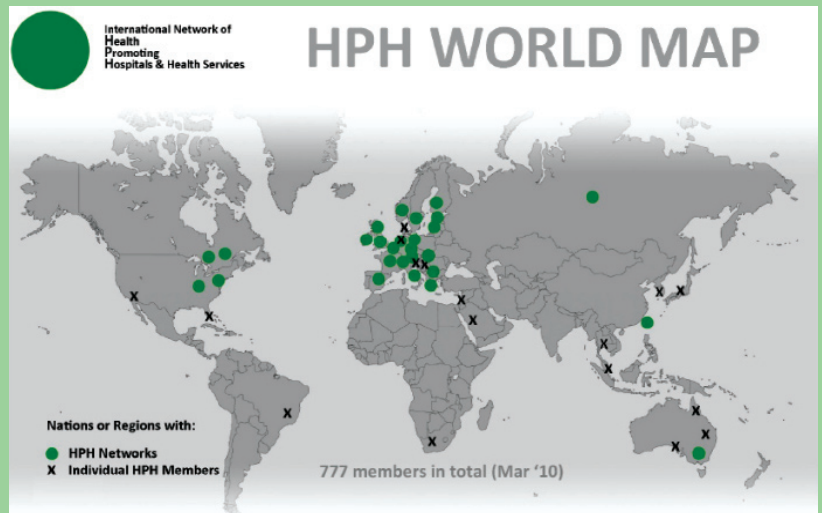 International Network of
Health
Promoting
Hospitals & Health Services
HPH WORLD MAP
Nations or Regions with:
HPH Networks
X Individual HPH Members
777 members in total (Mar ‘10)